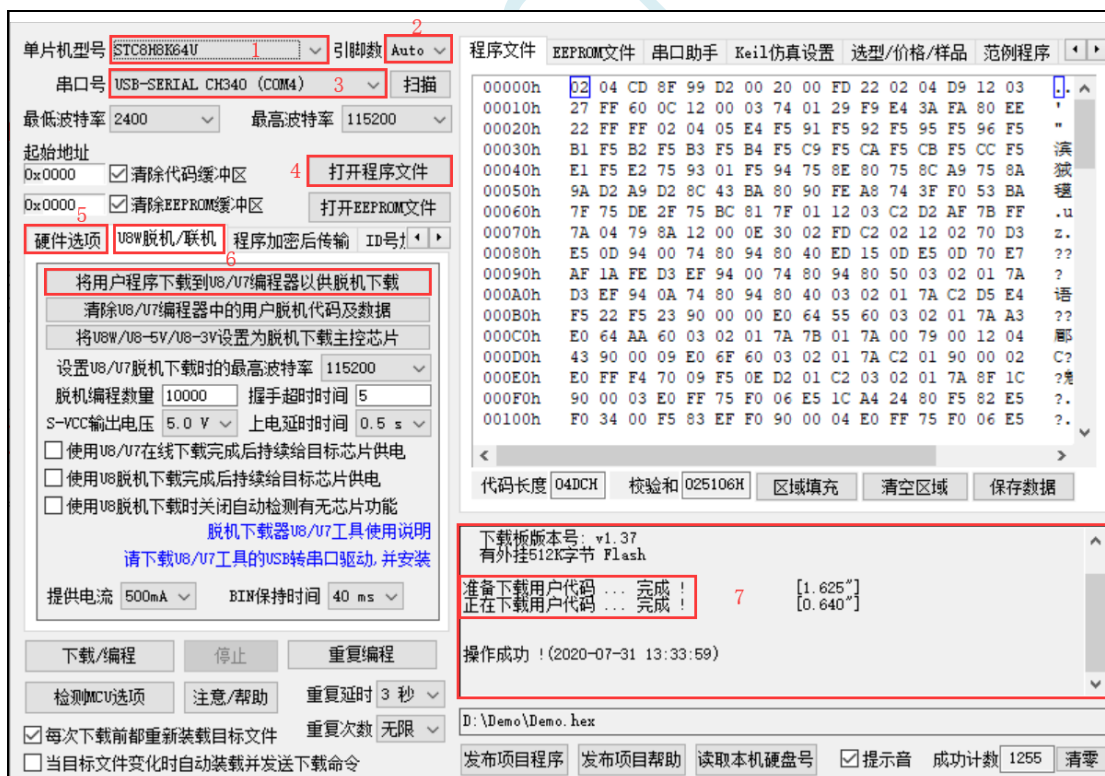 单片机型号 STC8H8K64U 1 引脚数 Auto 2
串口号 USB-SERIAL CH340 (COM4) 3 扫描
最低波特率 2400 最高波特率 115200
起始地址
0x0000 清除代码缓冲区 4 打开程序文件
0x0000 清除EEPROM缓冲区 打开EEPROM文件
5
硬件选项 U8W脱机/联机 程序加密后传输 ID号
6
将用户程序下载到U8/U7编程器以供脱机下载
清除U8/U7编程器中的用户脱机代码及数据
将U8W/U8-5V/U8-3V设置为脱机下载主控芯片
设置U8/U7脱机下载时的最高波特率 115200
脱机编程数量 10000 握手超时时间 5
S-VCC输出电压 5.0 V 上电延时时间 0.5 s
使用U8/U7在线下载完成后持续给目标芯片供电
使用U8脱机下载完成后持续给目标芯片供电
使用U8脱机下载时关闭自动检测有无芯片功能
脱机下载器U8/U7工具使用说明
请下载U8/U7工具的USB转串口驱动,并安装
提供电流 500mA BIN保持时间 40 ms
下载/编程 停止 重复编程
检测MCU选项 注意/帮助 重复延时 3 秒
重复次数 无限
每次下载前都重新装载目标文件
当目标文件变化时自动装载并发送下载命令
程序文件 EEPROM文件 串口助手 Keil仿真设置 选型/价格/样品 范例程序
00000h 02 04 CD 8F 99 D2 00 20 00 FD 22 02 04 D9 12 03 ..
00010h 27 FF 60 0C 12 00 03 74 01 29 F9 E4 3A FA 80 EE '
00020h 22 FF FF 02 04 05 E4 F5 91 F5 92 F5 95 F5 96 F5 "
00030h B1 F5 B2 F5 B3 F5 B4 F5 C9 F5 CA F5 CB F5 CC F5 滨
00040h E1 F5 E2 75 93 01 F5 94 75 8E 80 75 8C A9 75 8A
00050h 9A D2 A9 D2 8C 43 BA 80 90 FE A8 74 3F F0 53 BA
00060h 7F 75 DE 2F 75 BC 81 7F 01 12 03 C2 D2 AF 7B FF .u
00070h 7A 04 79 8A 12 00 0E 30 02 FD C2 02 12 02 70 D3 z.
00080h E5 0D 94 00 74 80 94 80 40 ED 15 0D E5 0D 70 E7 ??
00090h AF 1A FE D3 EF 94 00 74 80 94 80 50 03 02 01 7A ?
000A0h D3 EF 94 0A 74 80 94 80 40 03 02 01 7A C2 D5 E4 语
000B0h F5 22 F5 23 90 00 00 E0 64 55 60 03 02 01 7A A3 ??
000C0h E0 64 AA 60 03 02 01 7A 7B 01 7A 00 79 00 12 04
000D0h 43 90 00 09 E0 6F 60 03 02 01 7A C2 01 90 00 02 C?
000E0h E0 FF F4 70 09 F5 0E D2 01 C2 03 02 01 7A 8F 1C
000F0h 90 00 03 E0 FF 75 F0 06 E5 1C A4 24 80 F5 82 E5 ?.
00100h F0 34 00 F5 83 EF F0 90 00 04 E0 FF 75 F0 06 E5 ?.
代码长度 04DCH 校验和 025106H 区域填充 清空区域 保存数据
下载板版本号: v1.37
有外挂512K字节 Flash
准备下载用户代码 ... 完成 ! [1.625"]
正在下载用户代码 ... 完成 ! [0.640"]
7
操作成功 !(2020-07-31 13:33:59)
D:\Demo\Demo.hex
发布项目程序 发布项目帮助 读取本机硬盘号 提示音 成功计数 1255 清零